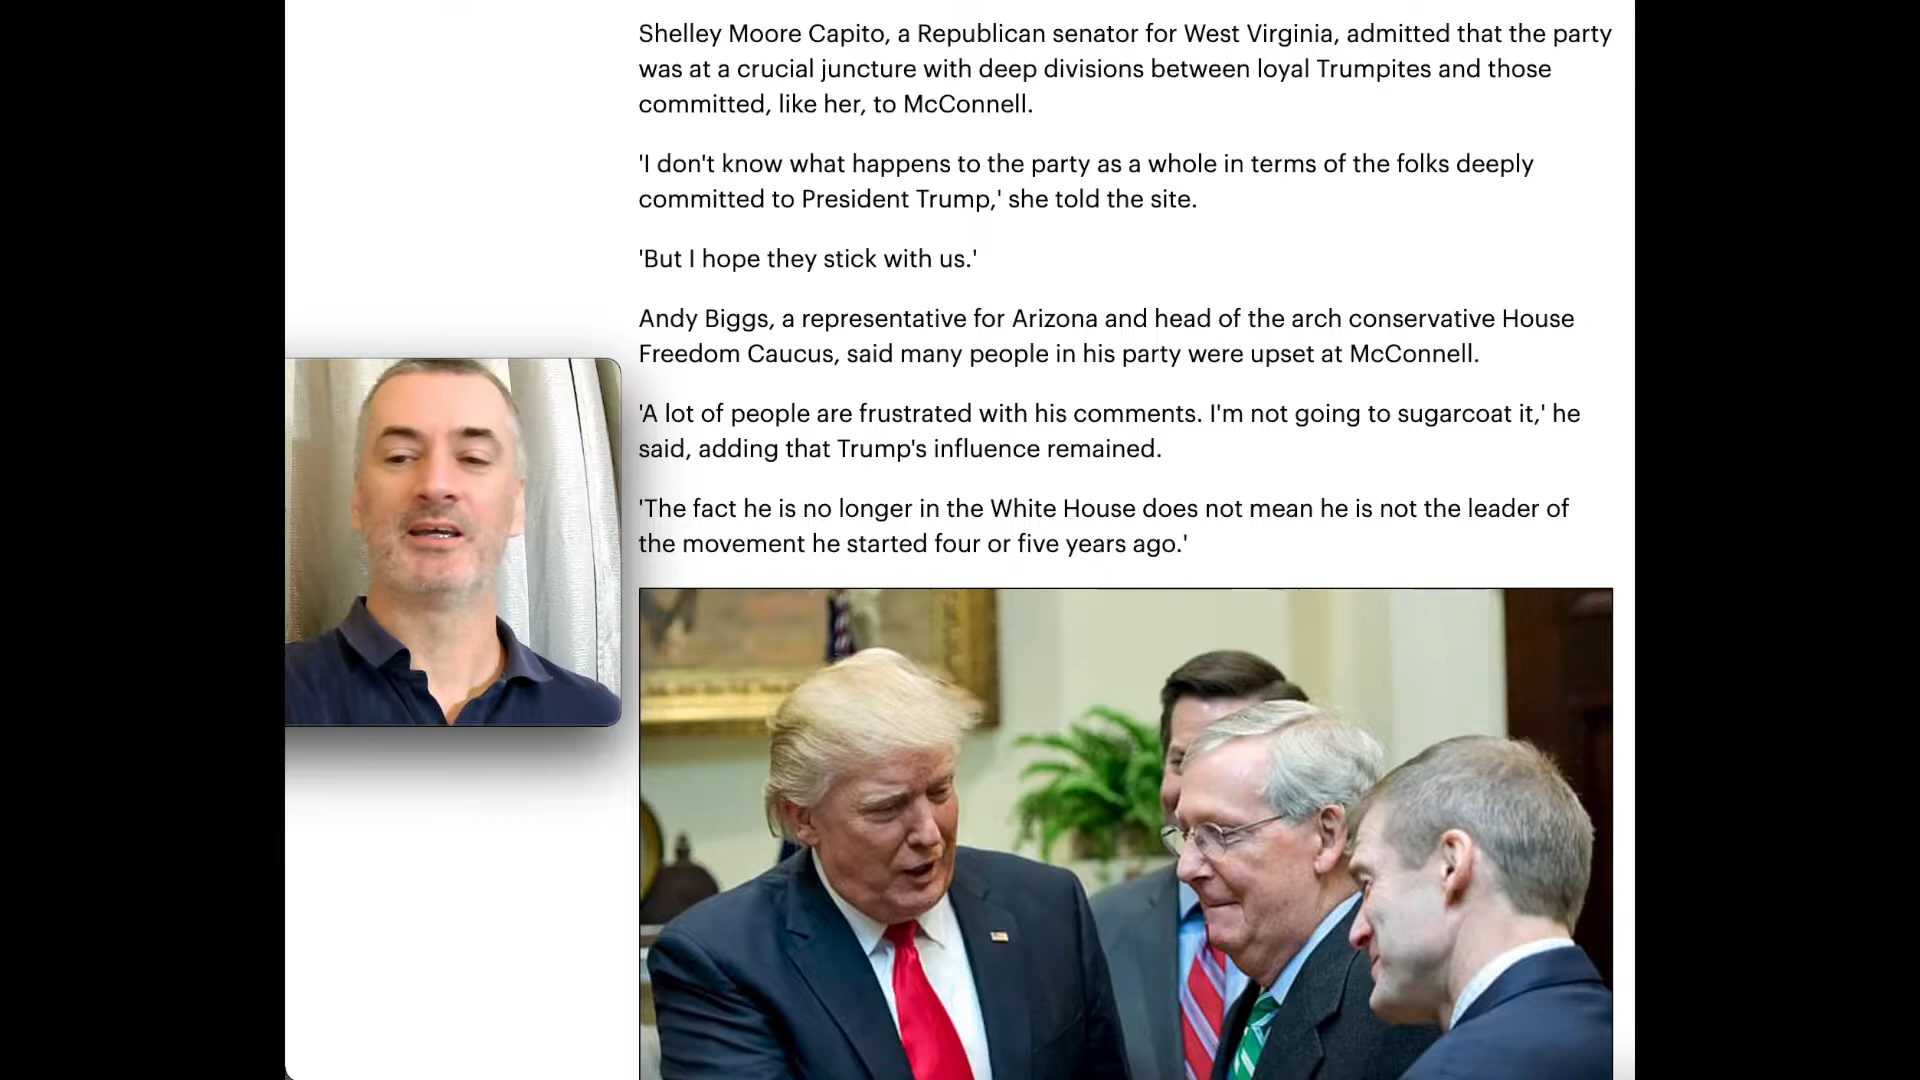 Shelley Moore Capito, a Republican senator for West Virginia, admitted that the party
was at a crucial juncture with deep divisions between loyal Trumpites and those
committed, like her, to McConnell.
'I don't know what happens to the party as a whole in terms of the folks deeply
committed to President Trump,' she told the site.
'But I hope they stick with us.'
Andy Biggs, a representative for Arizona and head of the arch conservative House
Freedom Caucus, said many people in his party were upset at McConnell.
'A lot of people are frustrated with his comments. I'm not going to sugarcoat it,' he
said, adding that Trump's influence remained.
'The fact he is no longer in the White House does not mean he is not the leader of
the movement he started four or five years ago.'